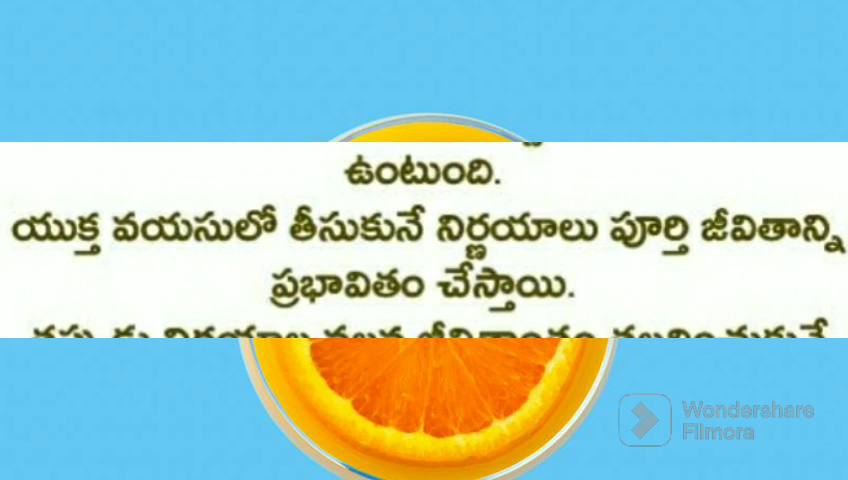 ఉంటుంది.
యుక్త వయసులో తీసుకునే నిర్ణయాలు పూర్తి జీవితాన్ని
ప్రభావితం చేస్తాయి.
Wondershare
Filmora